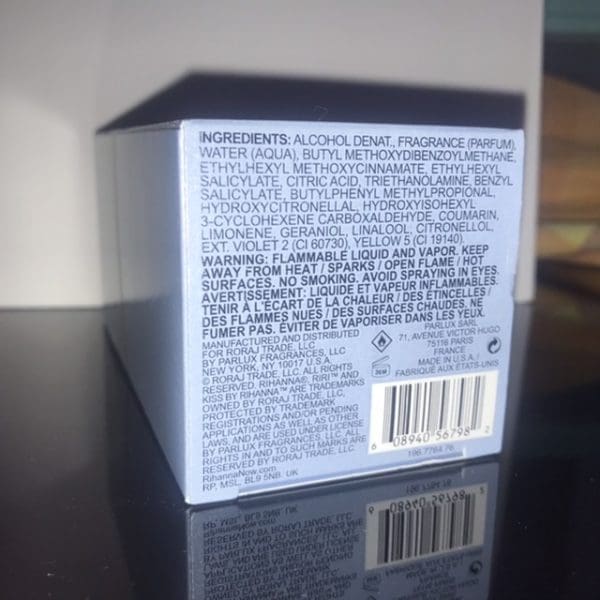 INGREDIENTS: ALCOHOL DENAT., FRAGRANCE (PARFUM),
WATER (AQUA), BUTYL METHOXYDIBENZOYLMETHANE,
ETHYLHEXYL METHOXYCINNAMATE, ETHYLHEXYL
SALICYLATE, CITRIC ACID, TRIETHANOLAMINE, BENZYL
SALICYLATE, BUTYLPHENYL METHYLPROPIONAL,
HYDROXYCITRONELLAL, HYDROXYISOHEXYL
3-CYCLOHEXENE CARBOXALDEHYDE, COUMARIN,
LIMONENE, GERANIOL, LINALOOL, CITRONELLOL,
EXT. VIOLET 2 (CI 60730), YELLOW 5 (CI 19140).
WARNING: FLAMMABLE LIQUID AND VAPOR. KEEP
AWAY FROM HEAT / SPARKS / OPEN FLAME / HOT
SURFACES. NO SMOKING. AVOID SPRAYING IN EYES.
AVERTISSEMENT: LIQUIDE ET VAPEUR INFLAMMABLES.
TENIR À L'ÉCART DE LA CHALEUR / DES ÉTINCELLES /
DES FLAMMES NUES / DES SURFACES CHAUDES. NE
FUMER PAS. ÉVITER DE VAPORISER DANS LES YEUX.
MANUFACTURED AND DISTRIBUTED
FOR RORAJ TRADE, LLC
BY PARLUX FRAGRANCES, LLC
NEW YORK, NY 10017 U.S.A.
© RORAJ TRADE, LLC. ALL RIGHTS
RESERVED. RIHANNA®, RIRI™ AND
KISS BY RIHANNA™ ARE TRADEMARKS
OWNED BY RORAJ TRADE, LLC,
PROTECTED BY TRADEMARK
REGISTRATIONS AND/OR PENDING
APPLICATIONS AS WELL AS OTHER
LAWS, AND ARE USED UNDER LICENSE
BY PARLUX FRAGRANCES, LLC. ALL
RIGHTS IN AND TO SUCH MARKS ARE
RESERVED BY RORAJ TRADE, LLC.
RihannaNow.com
RP, MSL, BL9 5NB. UK
PARLUX SARL
71, AVENUE VICTOR HUGO
75116 PARIS
FRANCE
MADE IN U.S.A. /
FABRIQUÉ AUX ÉTATS-UNIS
36M
6 08940 56798 2
196.7764.76